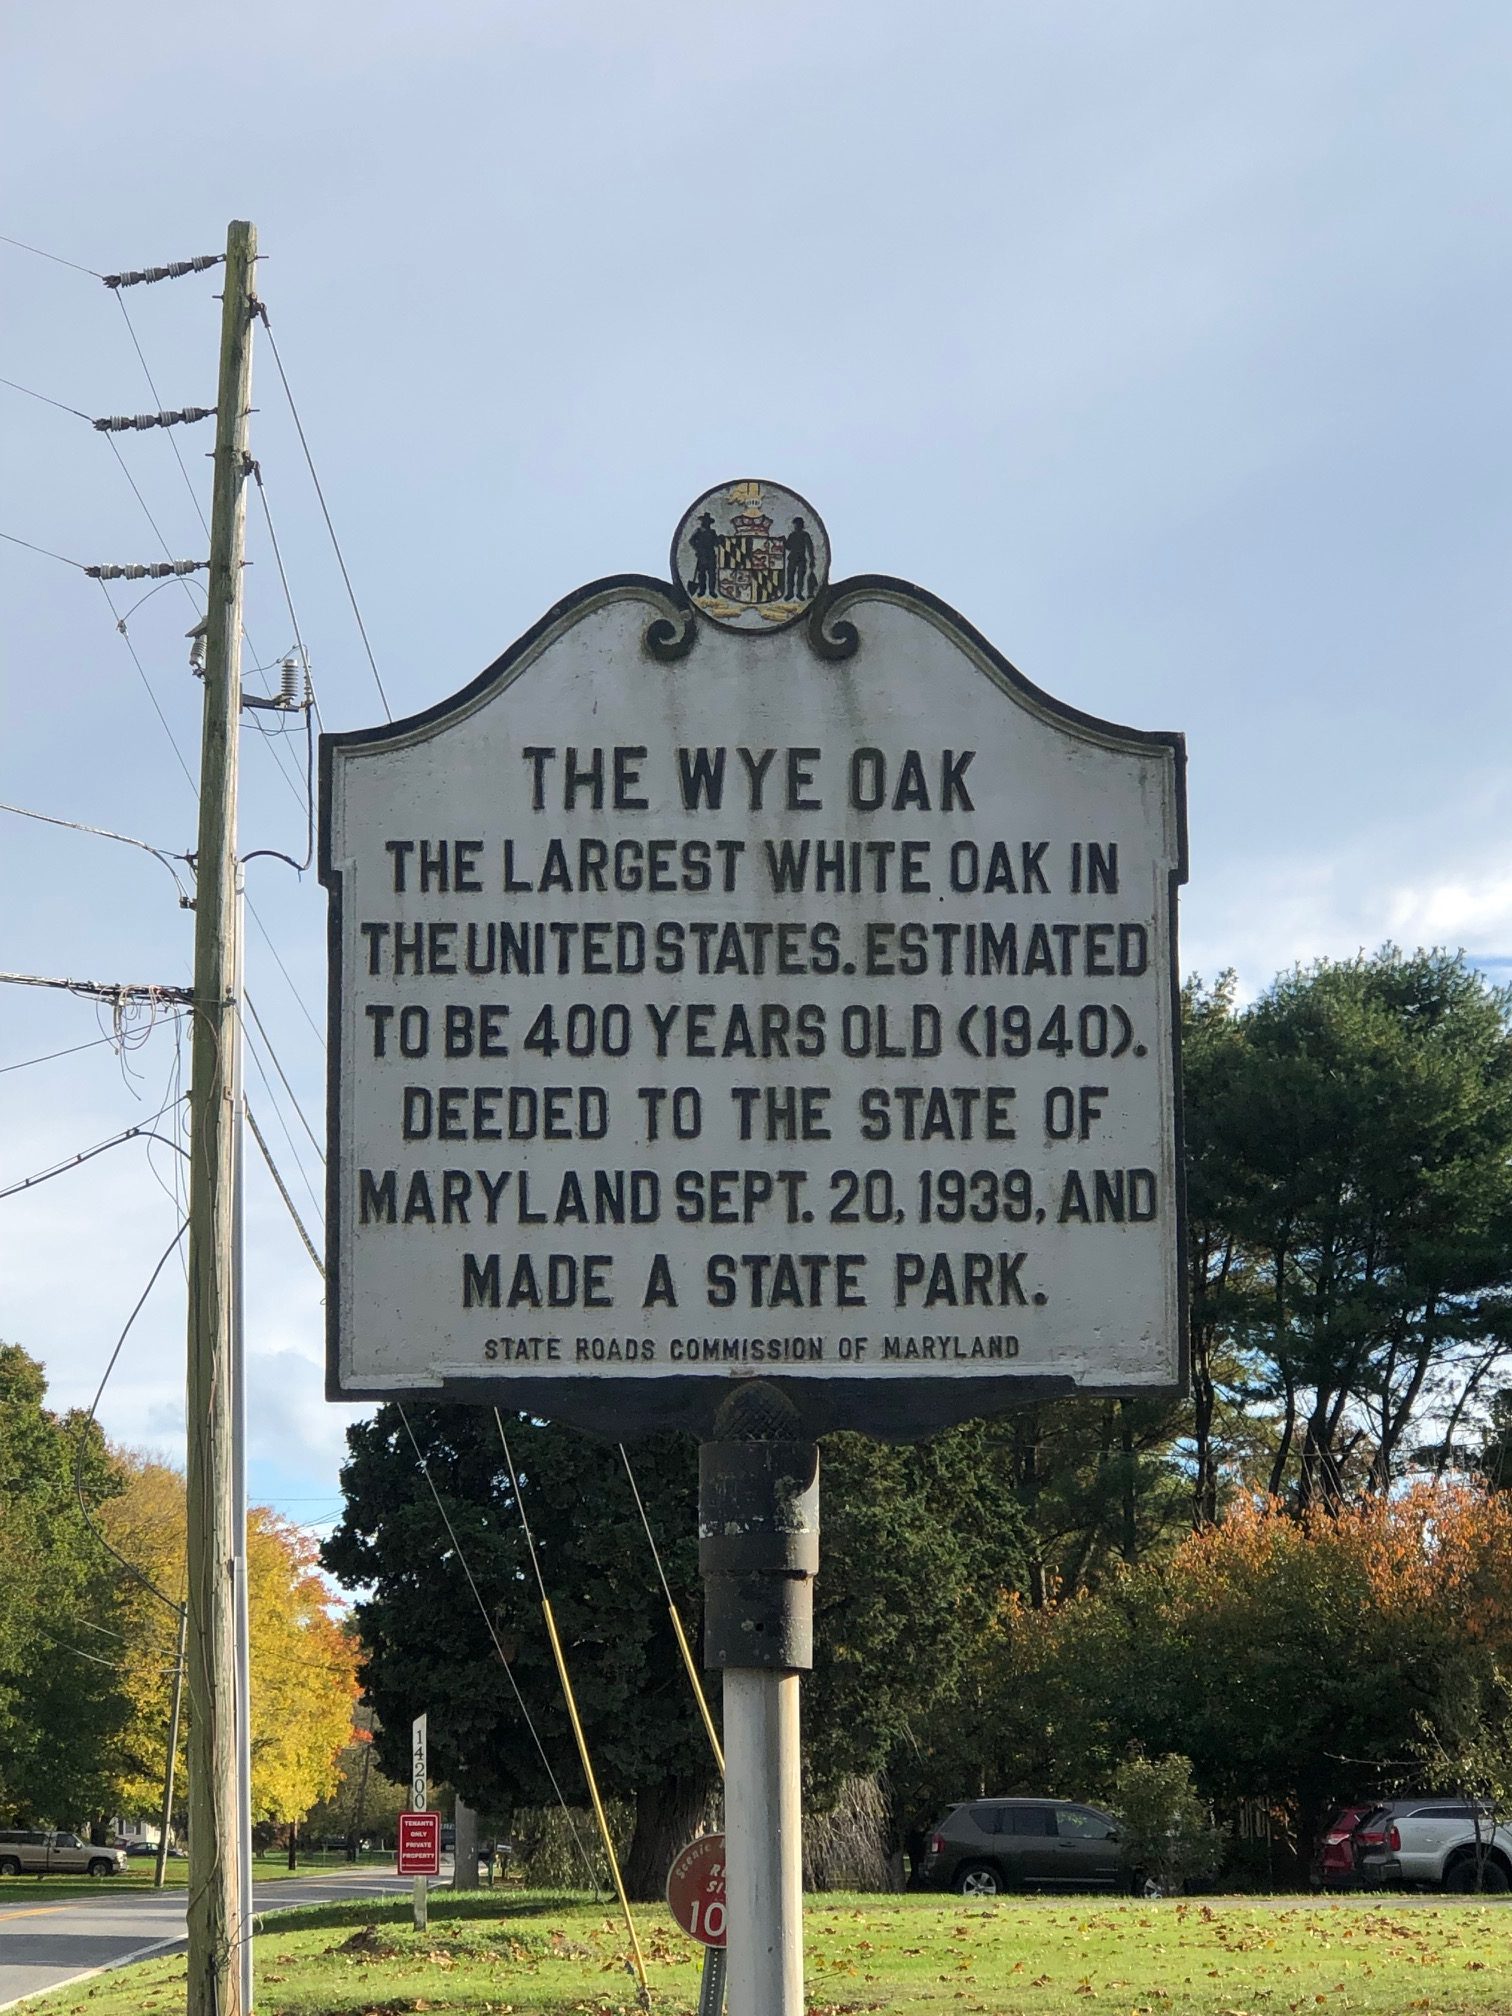 THE WYE OAK
THE LARGEST WHITE OAK IN
THE UNITED STATES. ESTIMATED
TO BE 400 YEARS OLD (1940).
DEEDED TO THE STATE OF
MARYLAND SEPT. 20, 1939, AND
MADE A STATE PARK.
STATE ROADS COMMISSION OF MARYLAND
14200
TENANTS
ONLY
PRIVATE
PROPERTY
Scenic
10